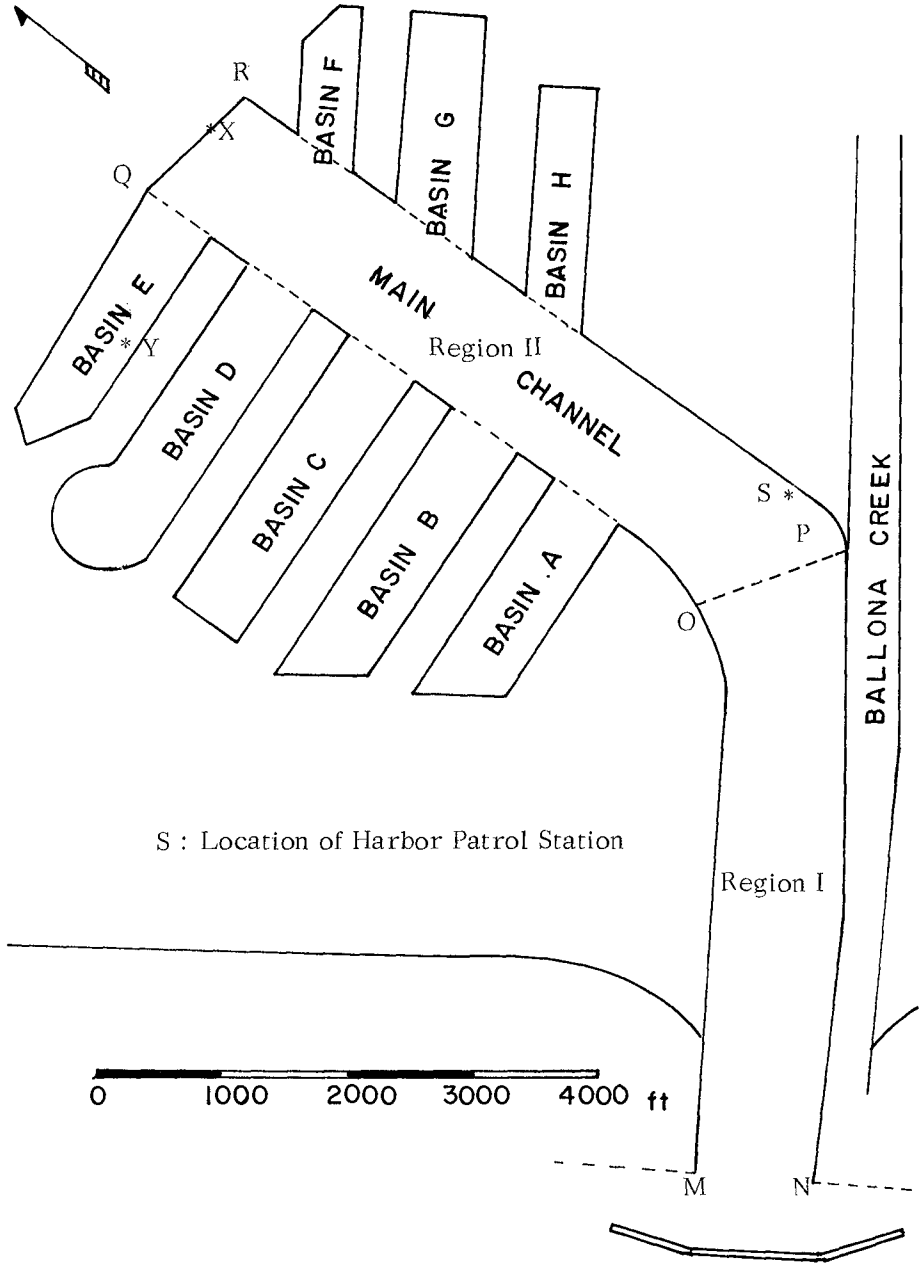 R
BASIN F
BASIN G
BASIN H
*X
Q
MAIN
CHANNEL
Region II
BASIN E
* Y
BASIN D
BASIN C
BASIN B
BASIN . A
S *
P
O
BALLONA CREEK
S : Location of Harbor Patrol Station
Region I
0 1000 2000 3000 4000 ft
M
N